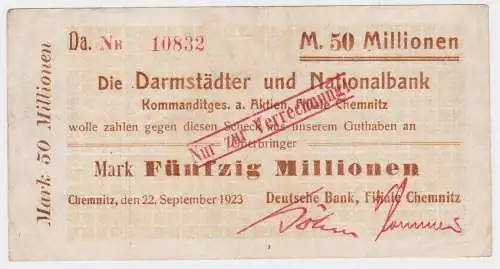 Da. NR 10832 M. 50 Millionen
Mark 50 Millionen
Die Darmstädter und Nationalbank
Kommanditges. a. Aktien, Filiale Chemnitz
wolle zahlen gegen diesen Scheck aus unserem Guthaben an
Überbringer
Nur zur Verrechnung!
Mark Fünfzig Millionen
Chemnitz, den 22. September 1923 Deutsche Bank, Filiale Chemnitz